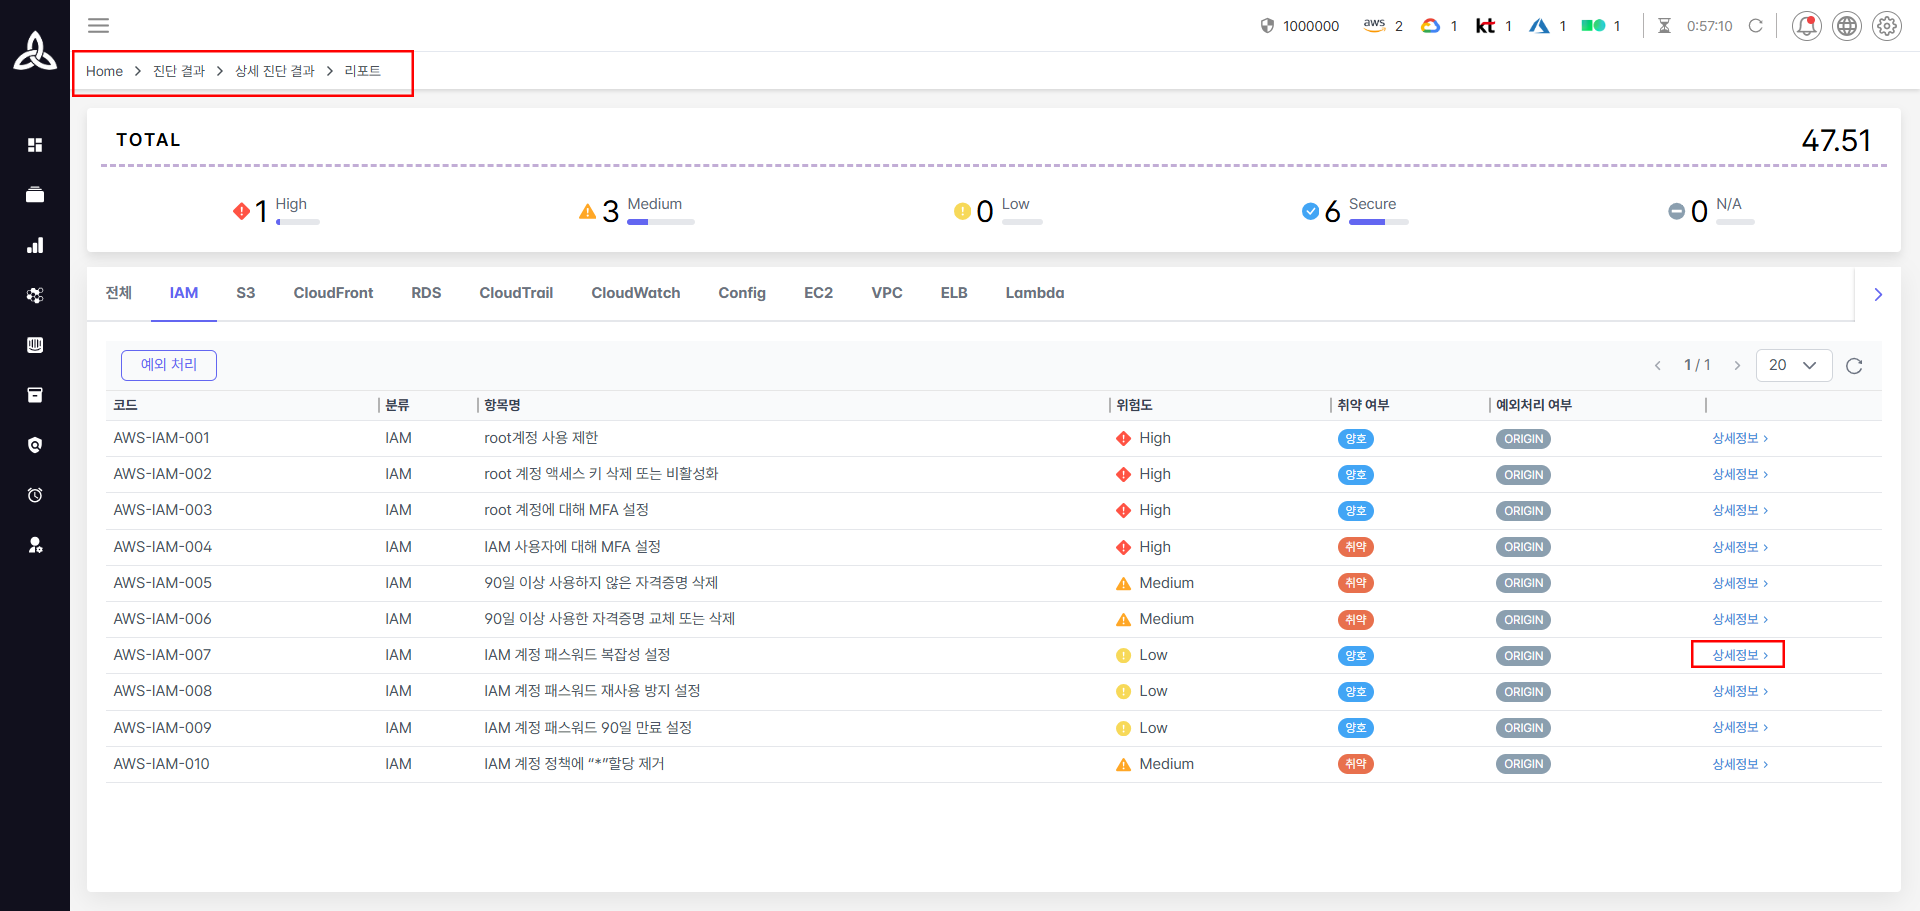 1000000 aws 2 1 kt 1 1 1 0:57:10
Home > 진단 결과 > 상세 진단 결과 > 리포트
TOTAL 47.51
1 High 3 Medium 0 Low 6 Secure 0 N/A
전체 IAM S3 CloudFront RDS CloudTrail CloudWatch Config EC2 VPC ELB Lambda
예외 처리 < 1 / 1 > 20
코드 분류 항목명 위험도 취약 여부 예외처리 여부
AWS-IAM-001 IAM root계정 사용 제한 High 양호 ORIGIN 상세정보 >
AWS-IAM-002 IAM root 계정 액세스 키 삭제 또는 비활성화 High 양호 ORIGIN 상세정보 >
AWS-IAM-003 IAM root 계정에 대해 MFA 설정 High 양호 ORIGIN 상세정보 >
AWS-IAM-004 IAM IAM 사용자에 대해 MFA 설정 High 취약 ORIGIN 상세정보 >
AWS-IAM-005 IAM 90일 이상 사용하지 않은 자격증명 삭제 Medium 취약 ORIGIN 상세정보 >
AWS-IAM-006 IAM 90일 이상 사용한 자격증명 교체 또는 삭제 Medium 취약 ORIGIN 상세정보 >
AWS-IAM-007 IAM IAM 계정 패스워드 복잡성 설정 Low 양호 ORIGIN 상세정보 >
AWS-IAM-008 IAM IAM 계정 패스워드 재사용 방지 설정 Low 양호 ORIGIN 상세정보 >
AWS-IAM-009 IAM IAM 계정 패스워드 90일 만료 설정 Low 양호 ORIGIN 상세정보 >
AWS-IAM-010 IAM IAM 계정 정책에 “*”할당 제거 Medium 취약 ORIGIN 상세정보 >